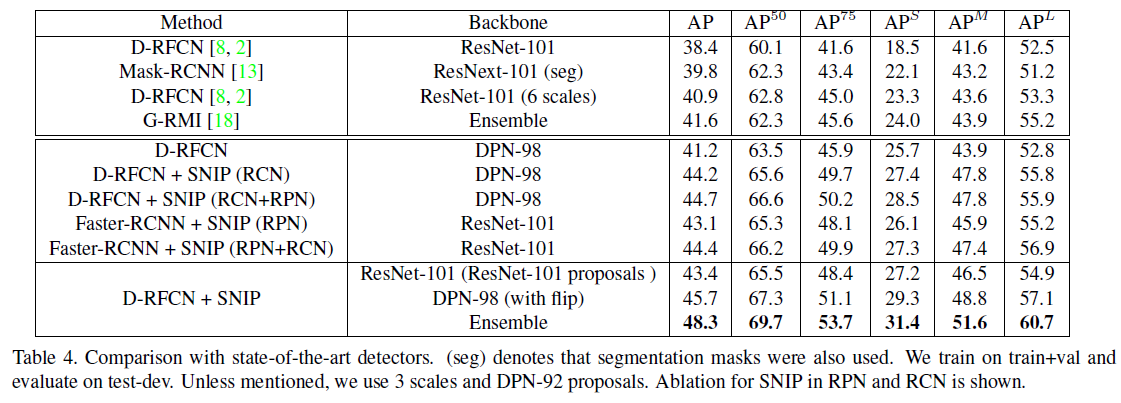 Method Backbone AP AP^50 AP^75 AP^S AP^M AP^L
D-RFCN [8, 2] ResNet-101 38.4 60.1 41.6 18.5 41.6 52.5
Mask-RCNN [13] ResNext-101 (seg) 39.8 62.3 43.4 22.1 43.2 51.2
D-RFCN [8, 2] ResNet-101 (6 scales) 40.9 62.8 45.0 23.3 43.6 53.3
G-RMI [18] Ensemble 41.6 62.3 45.6 24.0 43.9 55.2
D-RFCN DPN-98 41.2 63.5 45.9 25.7 43.9 52.8
D-RFCN + SNIP (RCN) DPN-98 44.2 65.6 49.7 27.4 47.8 55.8
D-RFCN + SNIP (RCN+RPN) DPN-98 44.7 66.6 50.2 28.5 47.8 55.9
Faster-RCNN + SNIP (RPN) ResNet-101 43.1 65.3 48.1 26.1 45.9 55.2
Faster-RCNN + SNIP (RPN+RCN) ResNet-101 44.4 66.2 49.9 27.3 47.4 56.9
ResNet-101 (ResNet-101 proposals ) 43.4 65.5 48.4 27.2 46.5 54.9
D-RFCN + SNIP DPN-98 (with flip) 45.7 67.3 51.1 29.3 48.8 57.1
Ensemble 48.3 69.7 53.7 31.4 51.6 60.7
Table 4. Comparison with state-of-the-art detectors. (seg) denotes that segmentation masks were also used. We train on train+val and
evaluate on test-dev. Unless mentioned, we use 3 scales and DPN-92 proposals. Ablation for SNIP in RPN and RCN is shown.